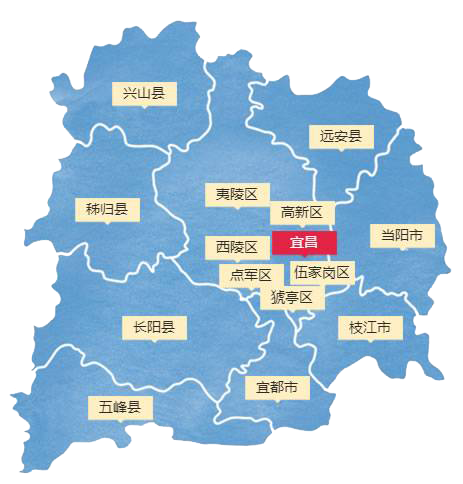 兴山县
远安县
夷陵区
秭归县
高新区
当阳市
宜昌
西陵区
点军区
伍家岗区
猇亭区
长阳县
枝江市
宜都市
五峰县